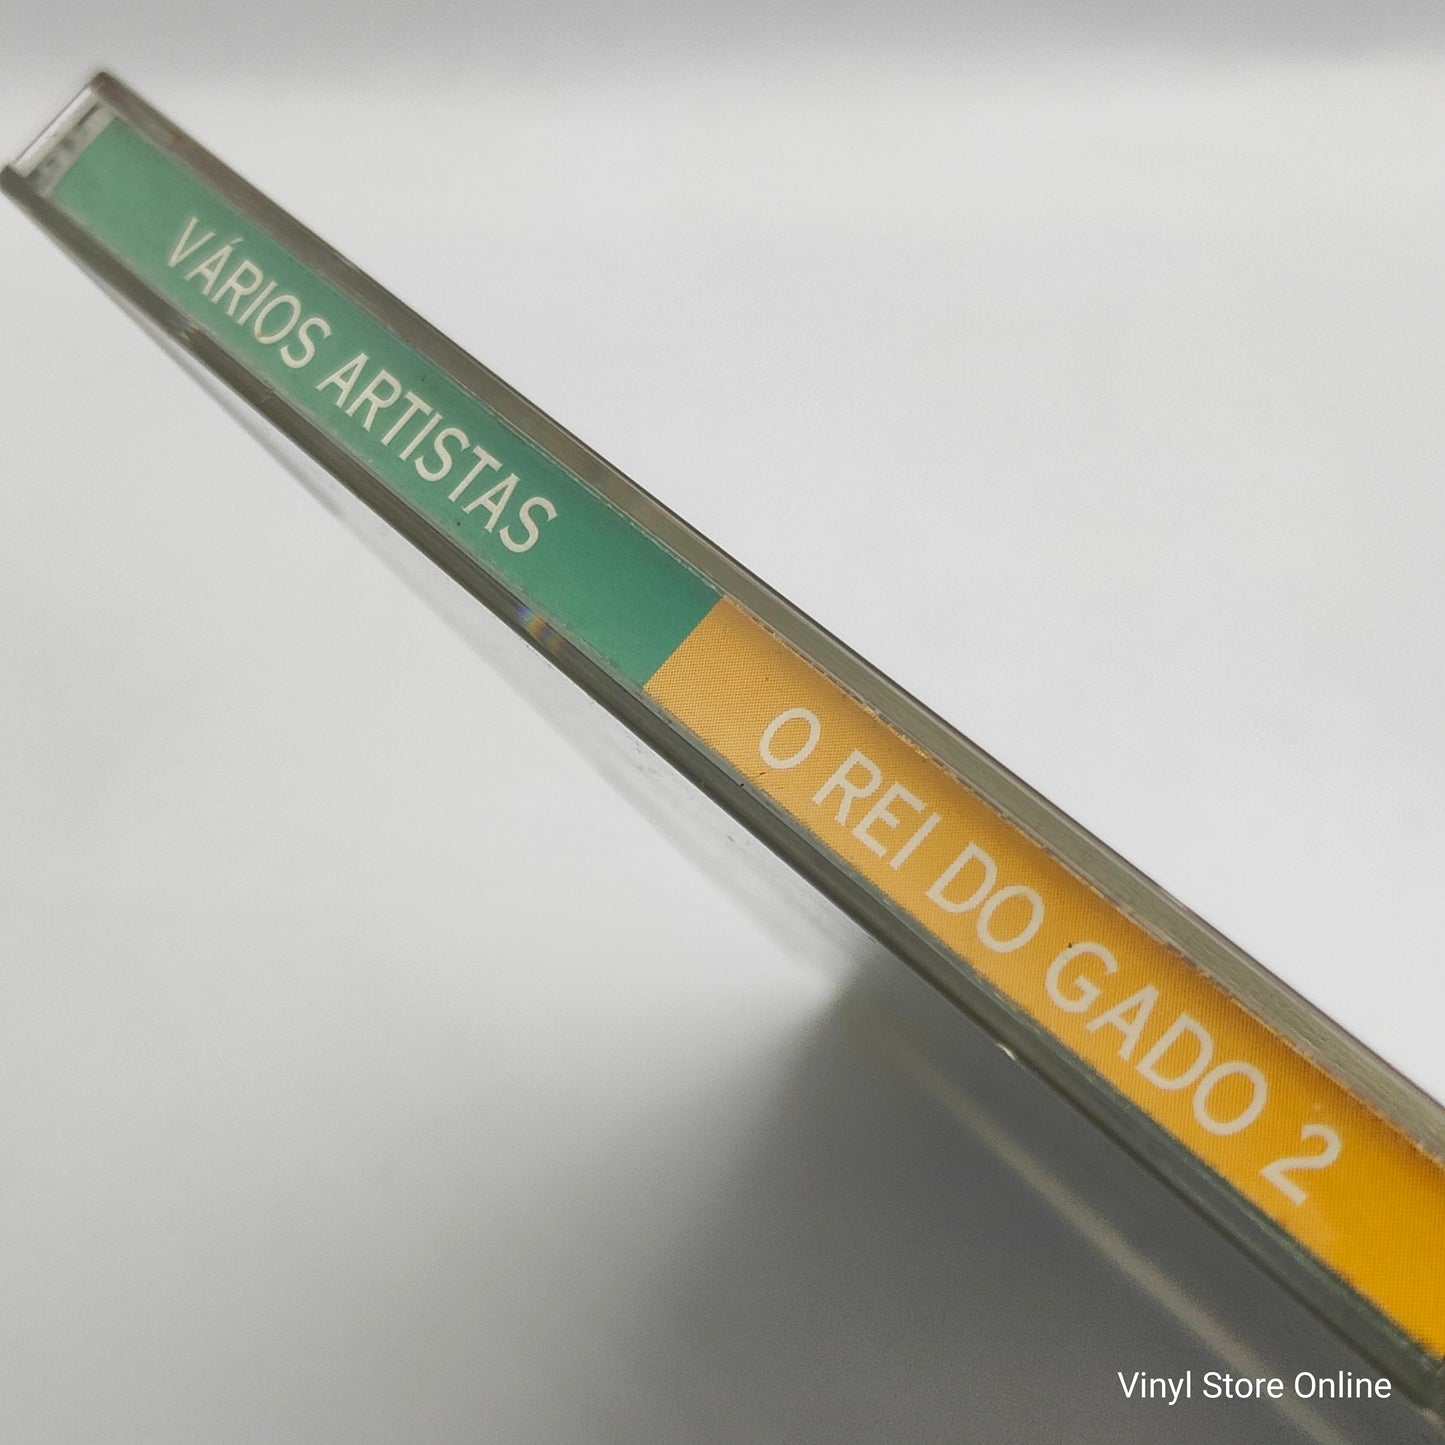 VÁRIOS ARTISTAS
O REI DO GADO 2
Vinyl Store Online